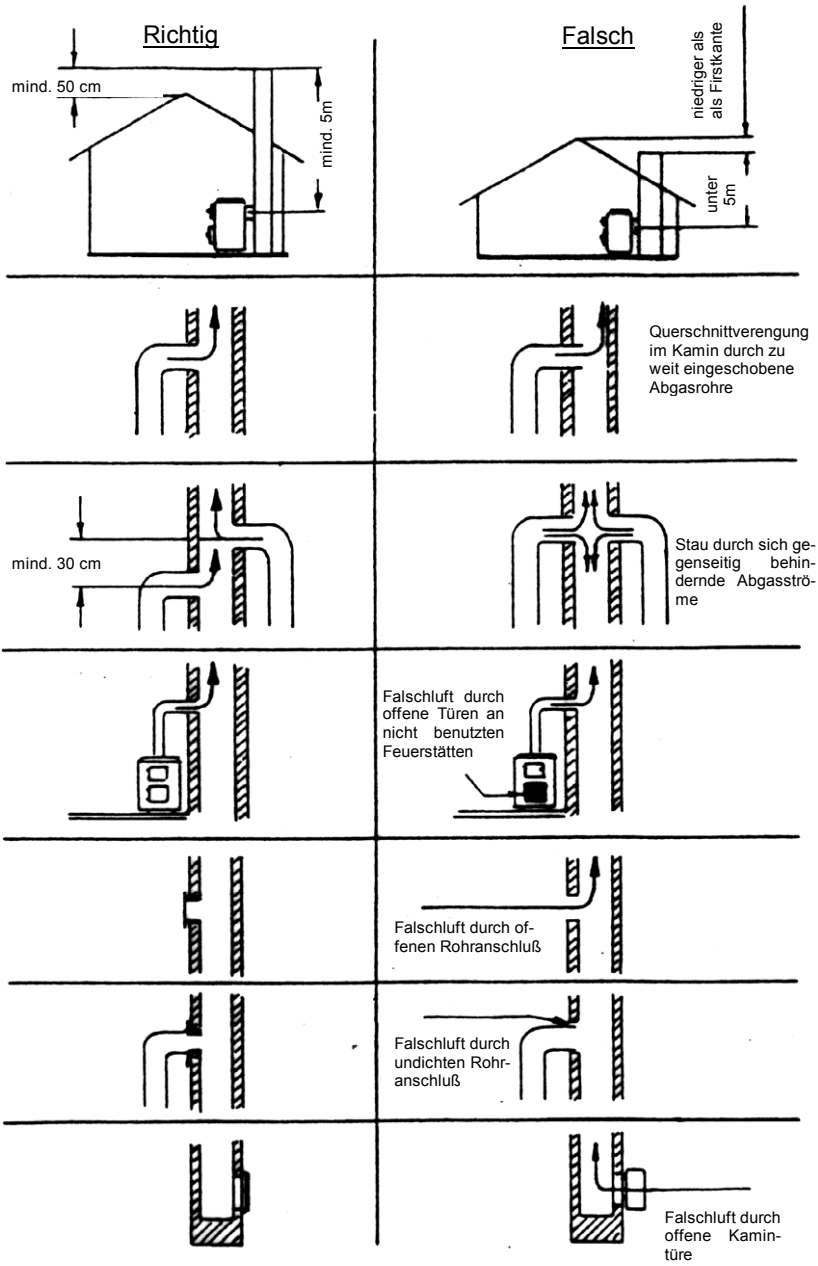 Richtig
Falsch
mind. 50 cm
mind. 5m
niedriger als
als Firstkante
unter
5m
Querschnittverengung
im Kamin durch zu
weit eingeschobene
Abgasrohre
mind. 30 cm
Stau durch sich ge-
genseitig behin-
dernde Abgasströ-
me
Falschluft durch
offene Türen an
nicht benutzten
Feuerstätten
Falschluft durch of-
fenen Rohranschluß
Falschluft durch
undichten Rohr-
anschluß
Falschluft durch
offene Kamin-
türe